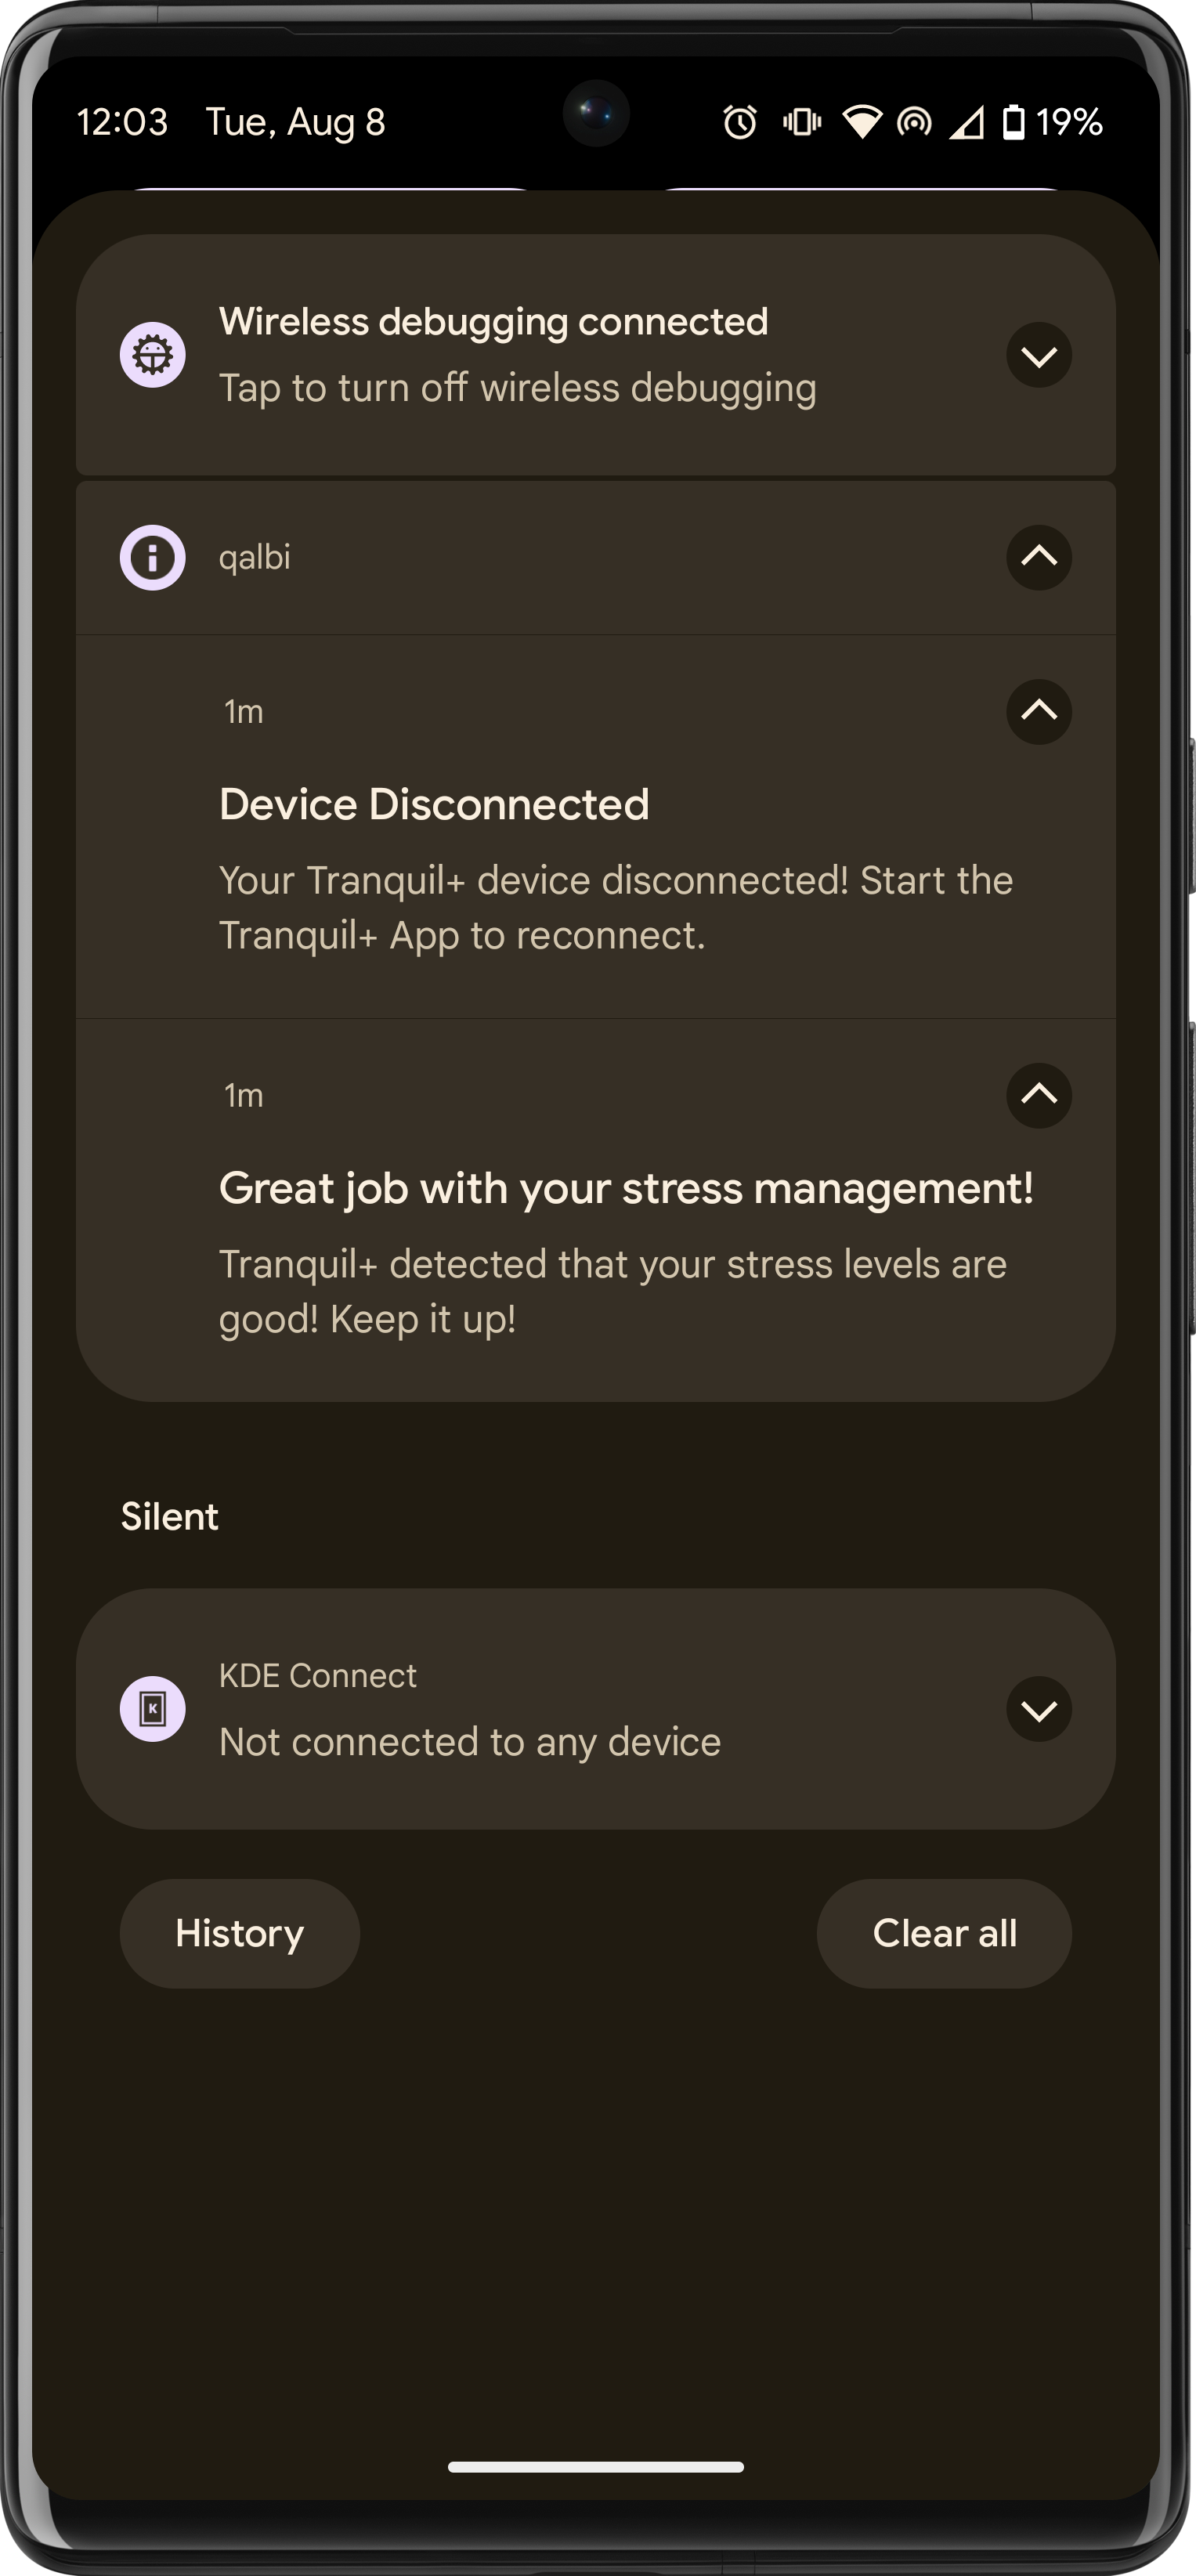 12:03 Tue, Aug 8 19%
Wireless debugging connected
Tap to turn off wireless debugging
qalbi
1m
Device Disconnected
Your Tranquil+ device disconnected! Start the
Tranquil+ App to reconnect.
1m
Great job with your stress management!
Tranquil+ detected that your stress levels are
good! Keep it up!
Silent
K
KDE Connect
Not connected to any device
History
Clear all